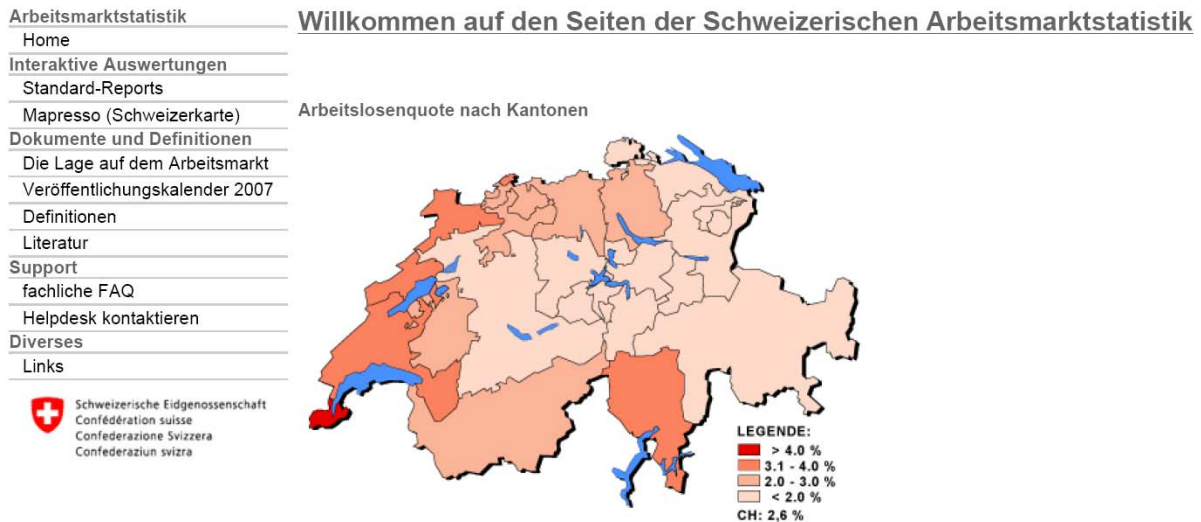 Arbeitsmarktstatistik
Home
Interaktive Auswertungen
Standard-Reports
Mapresso (Schweizerkarte)
Dokumente und Definitionen
Die Lage auf dem Arbeitsmarkt
Veröffentlichungskalender 2007
Definitionen
Literatur
Support
fachliche FAQ
Helpdesk kontaktieren
Diverses
Links
Schweizerische Eidgenossenschaft
Confédération suisse
Confederazione Svizzera
Confederaziun svizra
Willkommen auf den Seiten der Schweizerischen Arbeitsmarktstatistik
Arbeitslosenquote nach Kantonen
LEGENDE:
> 4.0 %
3.1 - 4.0 %
2.0 - 3.0 %
< 2.0 %
CH: 2,6 %